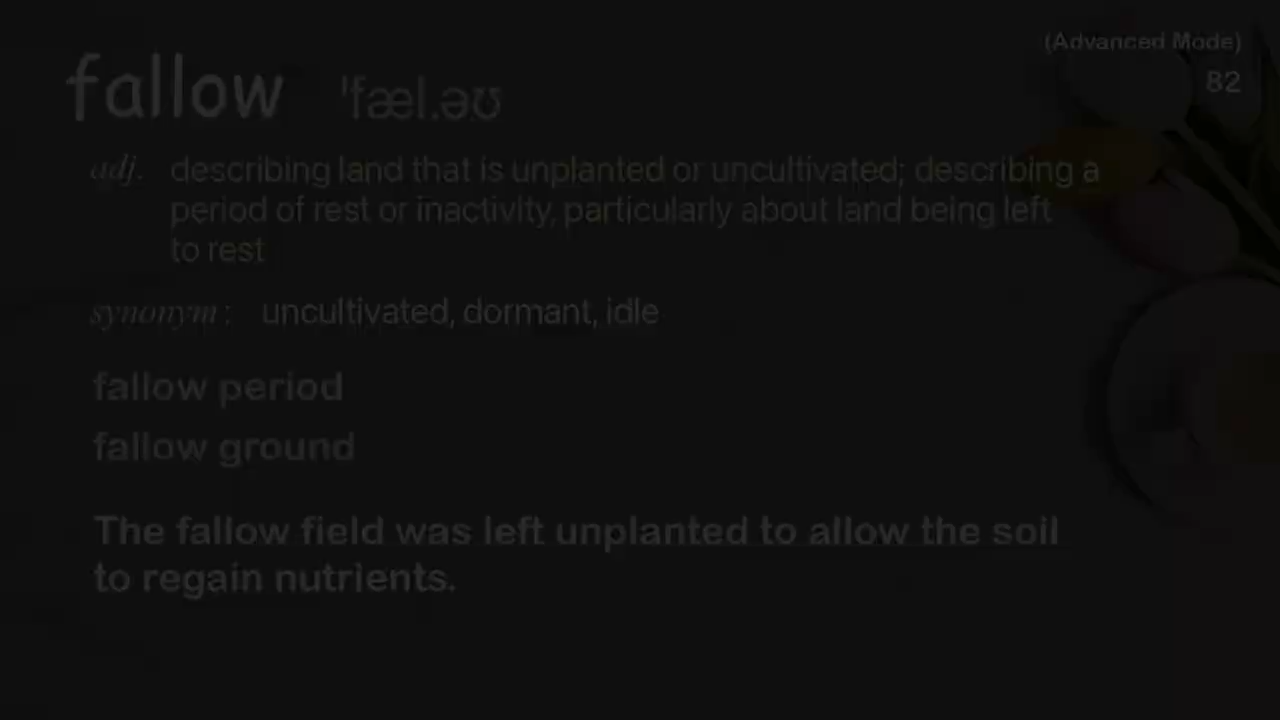 (Advanced Mode)
fallow ˈfæl.əʊ
82
adj. describing land that is unplanted or uncultivated; describing a
period of rest or inactivity, particularly about land being left
to rest
synonym: uncultivated, dormant, idle
fallow period
fallow ground
The fallow field was left unplanted to allow the soil
to regain nutrients.